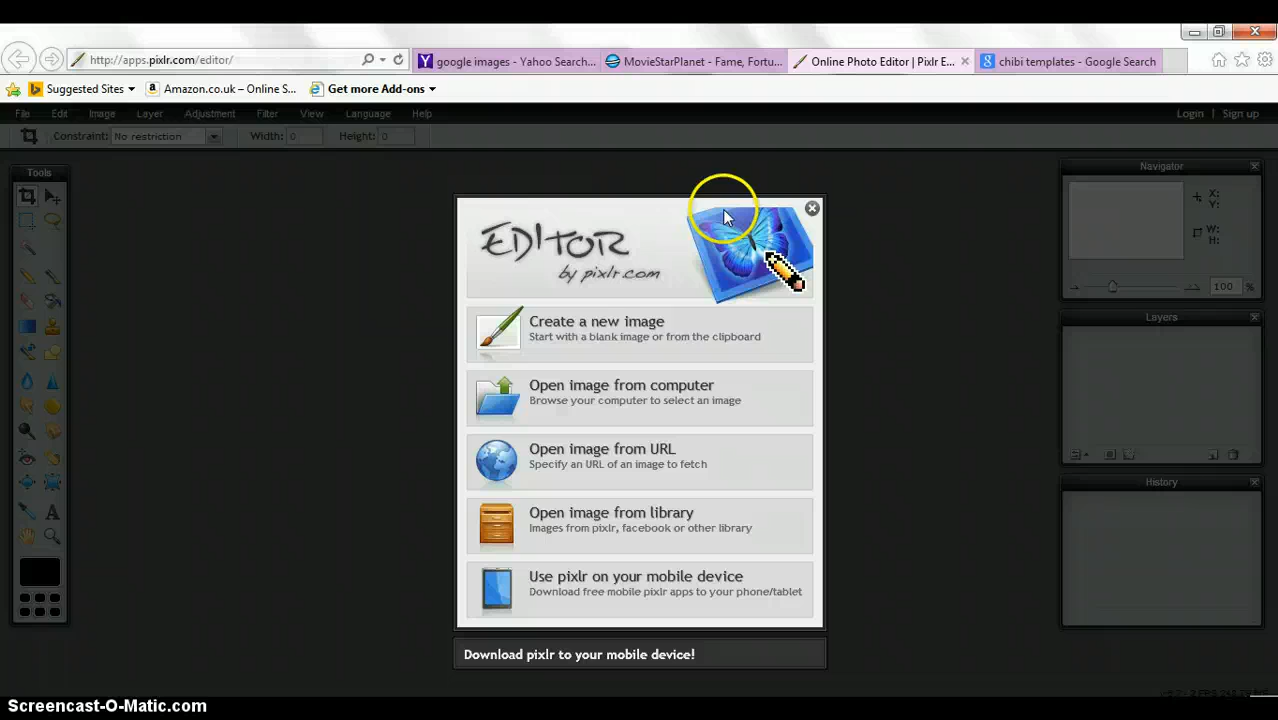 http://apps.pixlr.com/editor/
google images - Yahoo Search...
MovieStarPlanet - Fame, Fortu...
Online Photo Editor | Pixlr E...
chibi templates - Google Search
Suggested Sites
Amazon.co.uk – Online S...
Get more Add-ons
File Edit Image Layer Adjustment Filter View Language Help
Login Sign up
Constraint: No restriction Width: 0 Height: 0
Tools
Navigator
X:
Y:
W:
H:
100 %
EDITOR
by pixlr.com
Create a new image
Start with a blank image or from the clipboard
Layers
Open image from computer
Browse your computer to select an image
Open image from URL
Specify an URL of an image to fetch
History
Open image from library
Images from pixlr, facebook or other library
Use pixlr on your mobile device
Download free mobile pixlr apps to your phone/tablet
Download pixlr to your mobile device!
Screencast-O-Matic.com